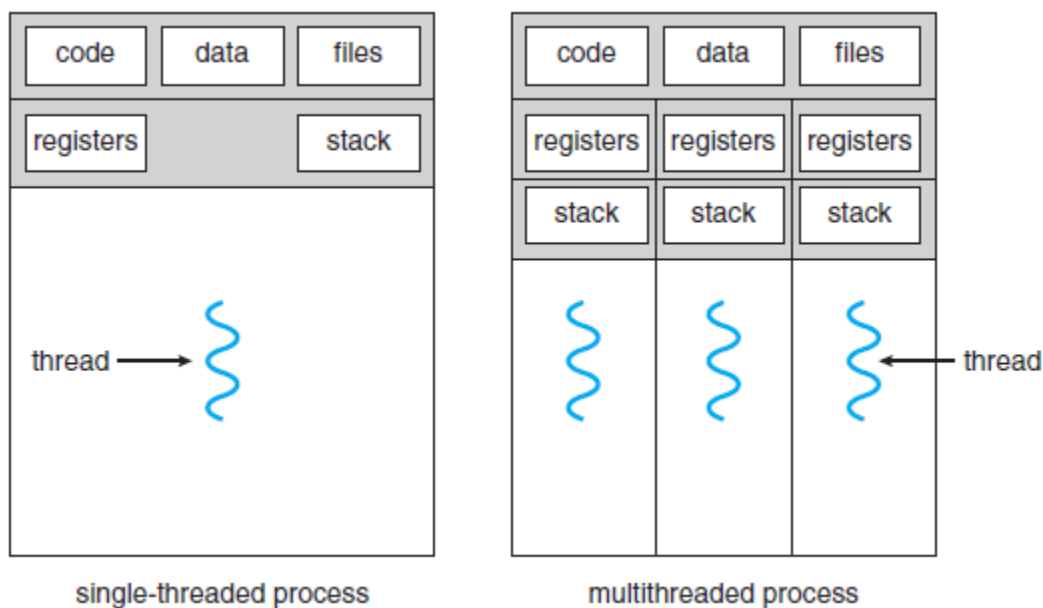 code data files code data files
registers stack registers registers registers
stack stack stack
thread thread
single-threaded process multithreaded process